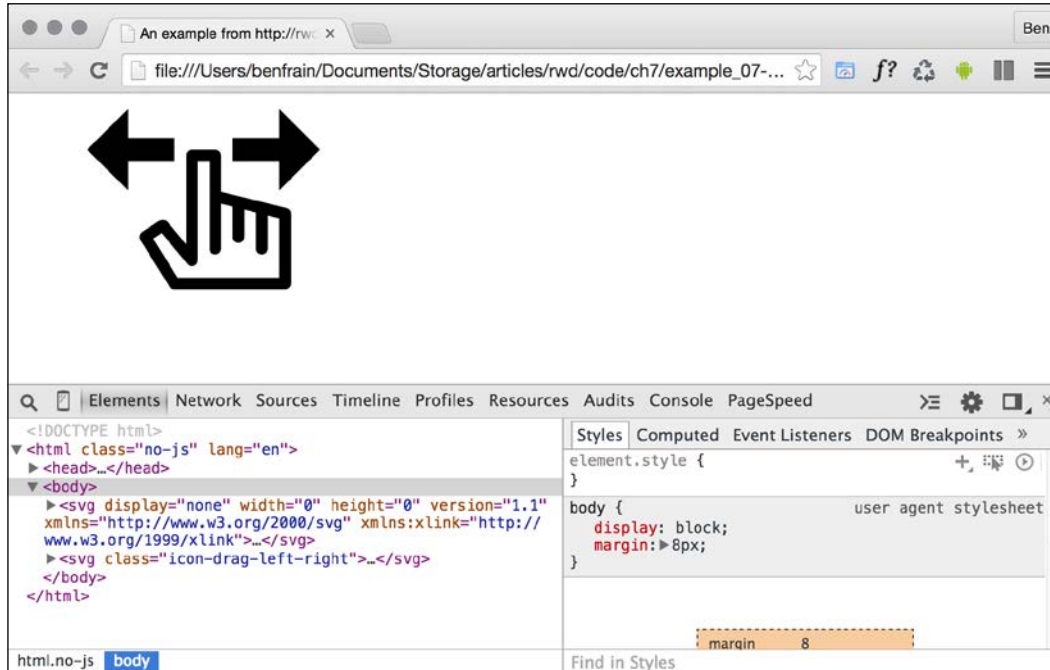 An example from http://rwc ×
Ben
file:///Users/benfrain/Documents/Storage/articles/rwd/code/ch7/example_07-...
f?
Elements Network Sources Timeline Profiles Resources Audits Console PageSpeed
<!DOCTYPE html>
▼<html class="no-js" lang="en">
▶<head>…</head>
▼<body>
▶<svg display="none" width="0" height="0" version="1.1"
xmlns="http://www.w3.org/2000/svg" xmlns:xlink="http://
www.w3.org/1999/xlink">…</svg>
▶<svg class="icon-drag-left-right">…</svg>
</body>
</html>
html.no-js body
Styles Computed Event Listeners DOM Breakpoints »
element.style {
}
body { user agent stylesheet
display: block;
margin:▶8px;
}
margin 8
Find in Styles